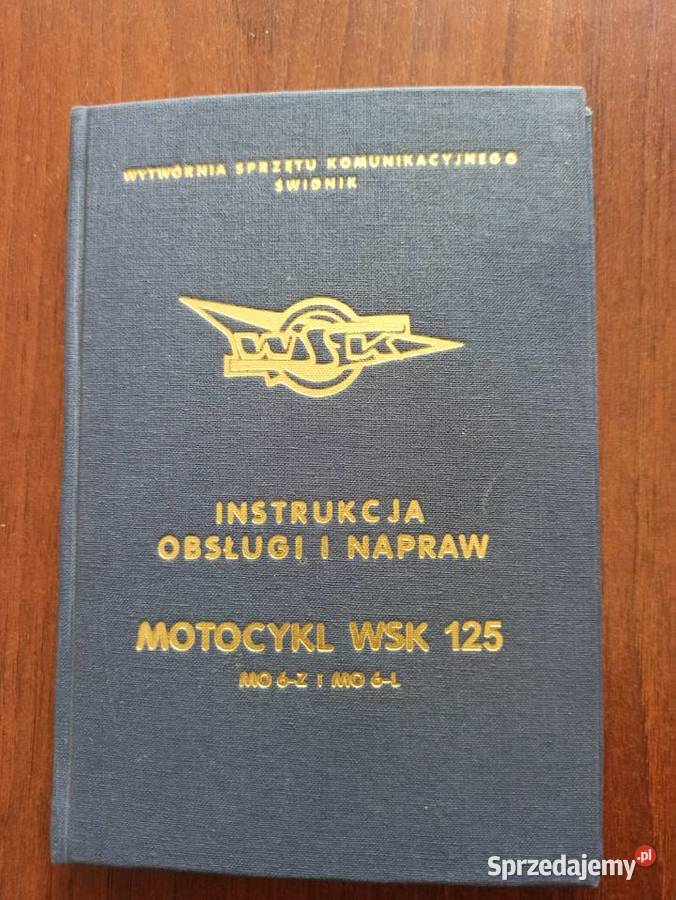 WYTWÓRNIA SPRZĘTU KOMUNIKACYJNEGO
ŚWIDNIK
WSK
INSTRUKCJA
OBSŁUGI I NAPRAW
MOTOCYKL WSK 125
MO 6-Z I MO 6-L
Sprzedajemy.pl